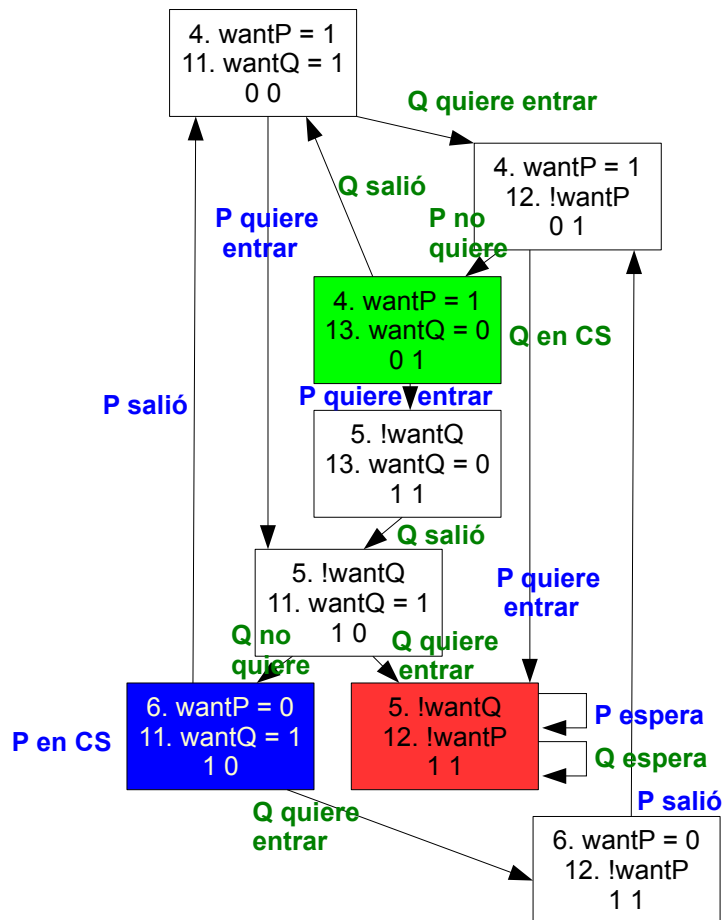 4. wantP = 1
11. wantQ = 1
0 0
Q quiere entrar
4. wantP = 1
12. !wantP
0 1
Q salió
P quiere
entrar
P no
quiere
4. wantP = 1
13. wantQ = 0
0 1
Q en CS
P salió
P quiere entrar
5. !wantQ
13. wantQ = 0
1 1
Q salió
5. !wantQ
11. wantQ = 1
1 0
P quiere
entrar
Q no
quiere
Q quiere
entrar
P en CS
6. wantP = 0
11. wantQ = 1
1 0
5. !wantQ
12. !wantP
1 1
P espera
Q espera
Q quiere
entrar
P salió
6. wantP = 0
12. !wantP
1 1